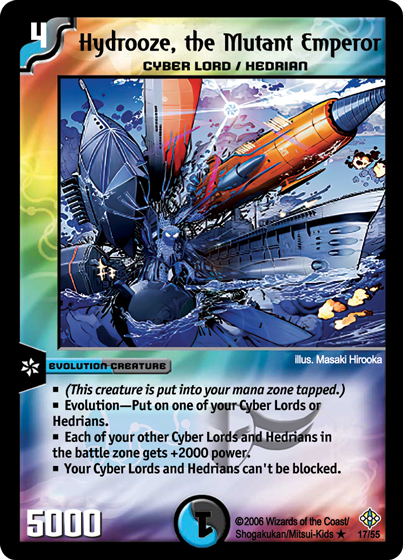 4
Hydrooze, the Mutant Emperor
CYBER LORD / HEDRIAN
illus. Masaki Hirooka
EVOLUTION CREATURE
■ (This creature is put into your mana zone tapped.)
■ Evolution—Put on one of your Cyber Lords or
Hedrians.
■ Each of your other Cyber Lords and Hedrians in
the battle zone gets +2000 power.
■ Your Cyber Lords and Hedrians can't be blocked.
5000
1
©2006 Wizards of the Coast/
Shogakukan/Mitsui-Kids ★ 17/55